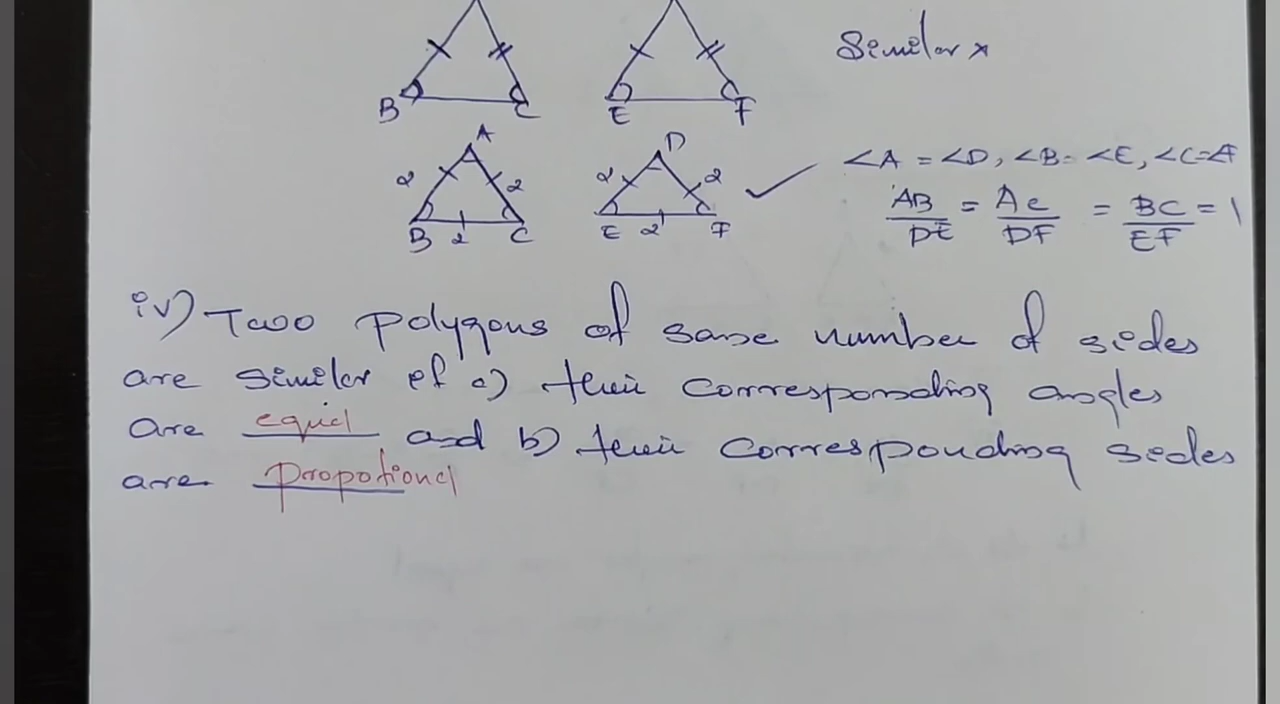 Similar ×
B C E F
A D
2 2 2 2 ∠A = ∠D, ∠B= ∠E, ∠C=∠F
B 2 C E 2 F
AB/DE = AC/DF = BC/EF = 1
iv) Two polygons of same number of sides
are similar if a) their corresponding angles
are equal and b) their corresponding sides
are propotional